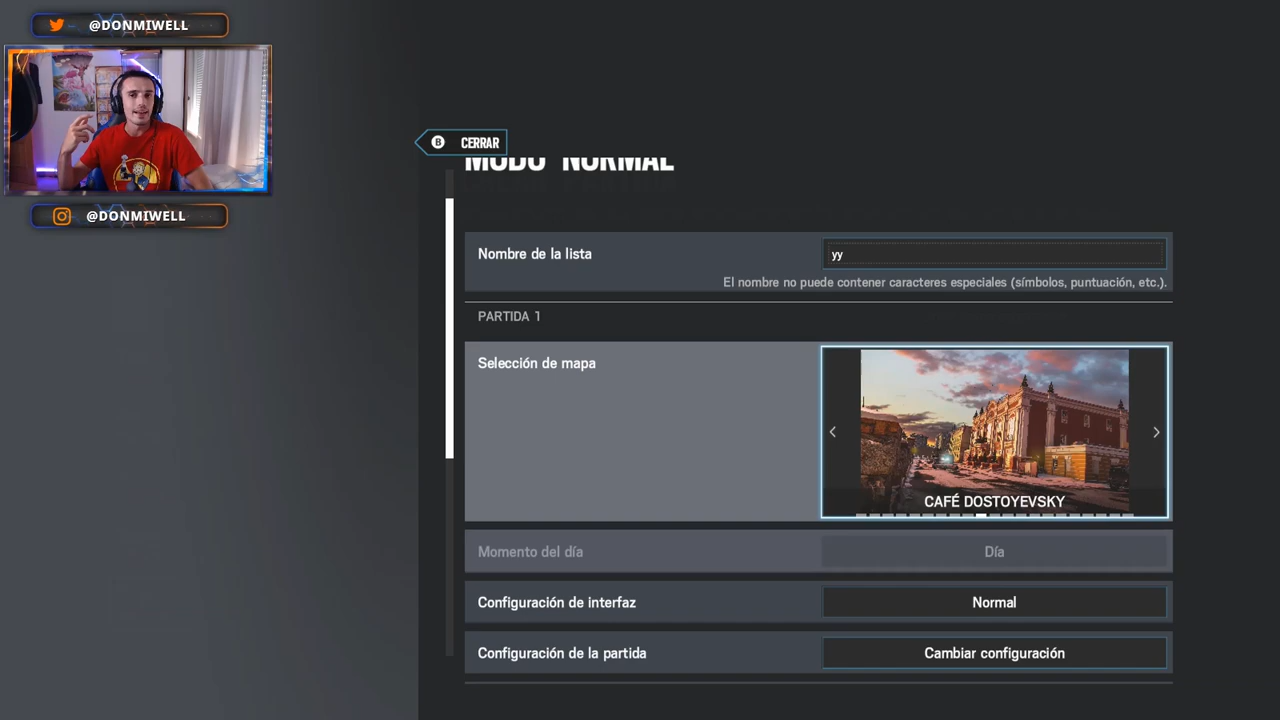 @DONMIWELL
@DONMIWELL
B CERRAR
MODO NORMAL
Nombre de la lista
yy
El nombre no puede contener caracteres especiales (símbolos, puntuación, etc.).
PARTIDA 1
Selección de mapa
CAFÉ DOSTOYEVSKY
Momento del día
Día
Configuración de interfaz
Normal
Configuración de la partida
Cambiar configuración